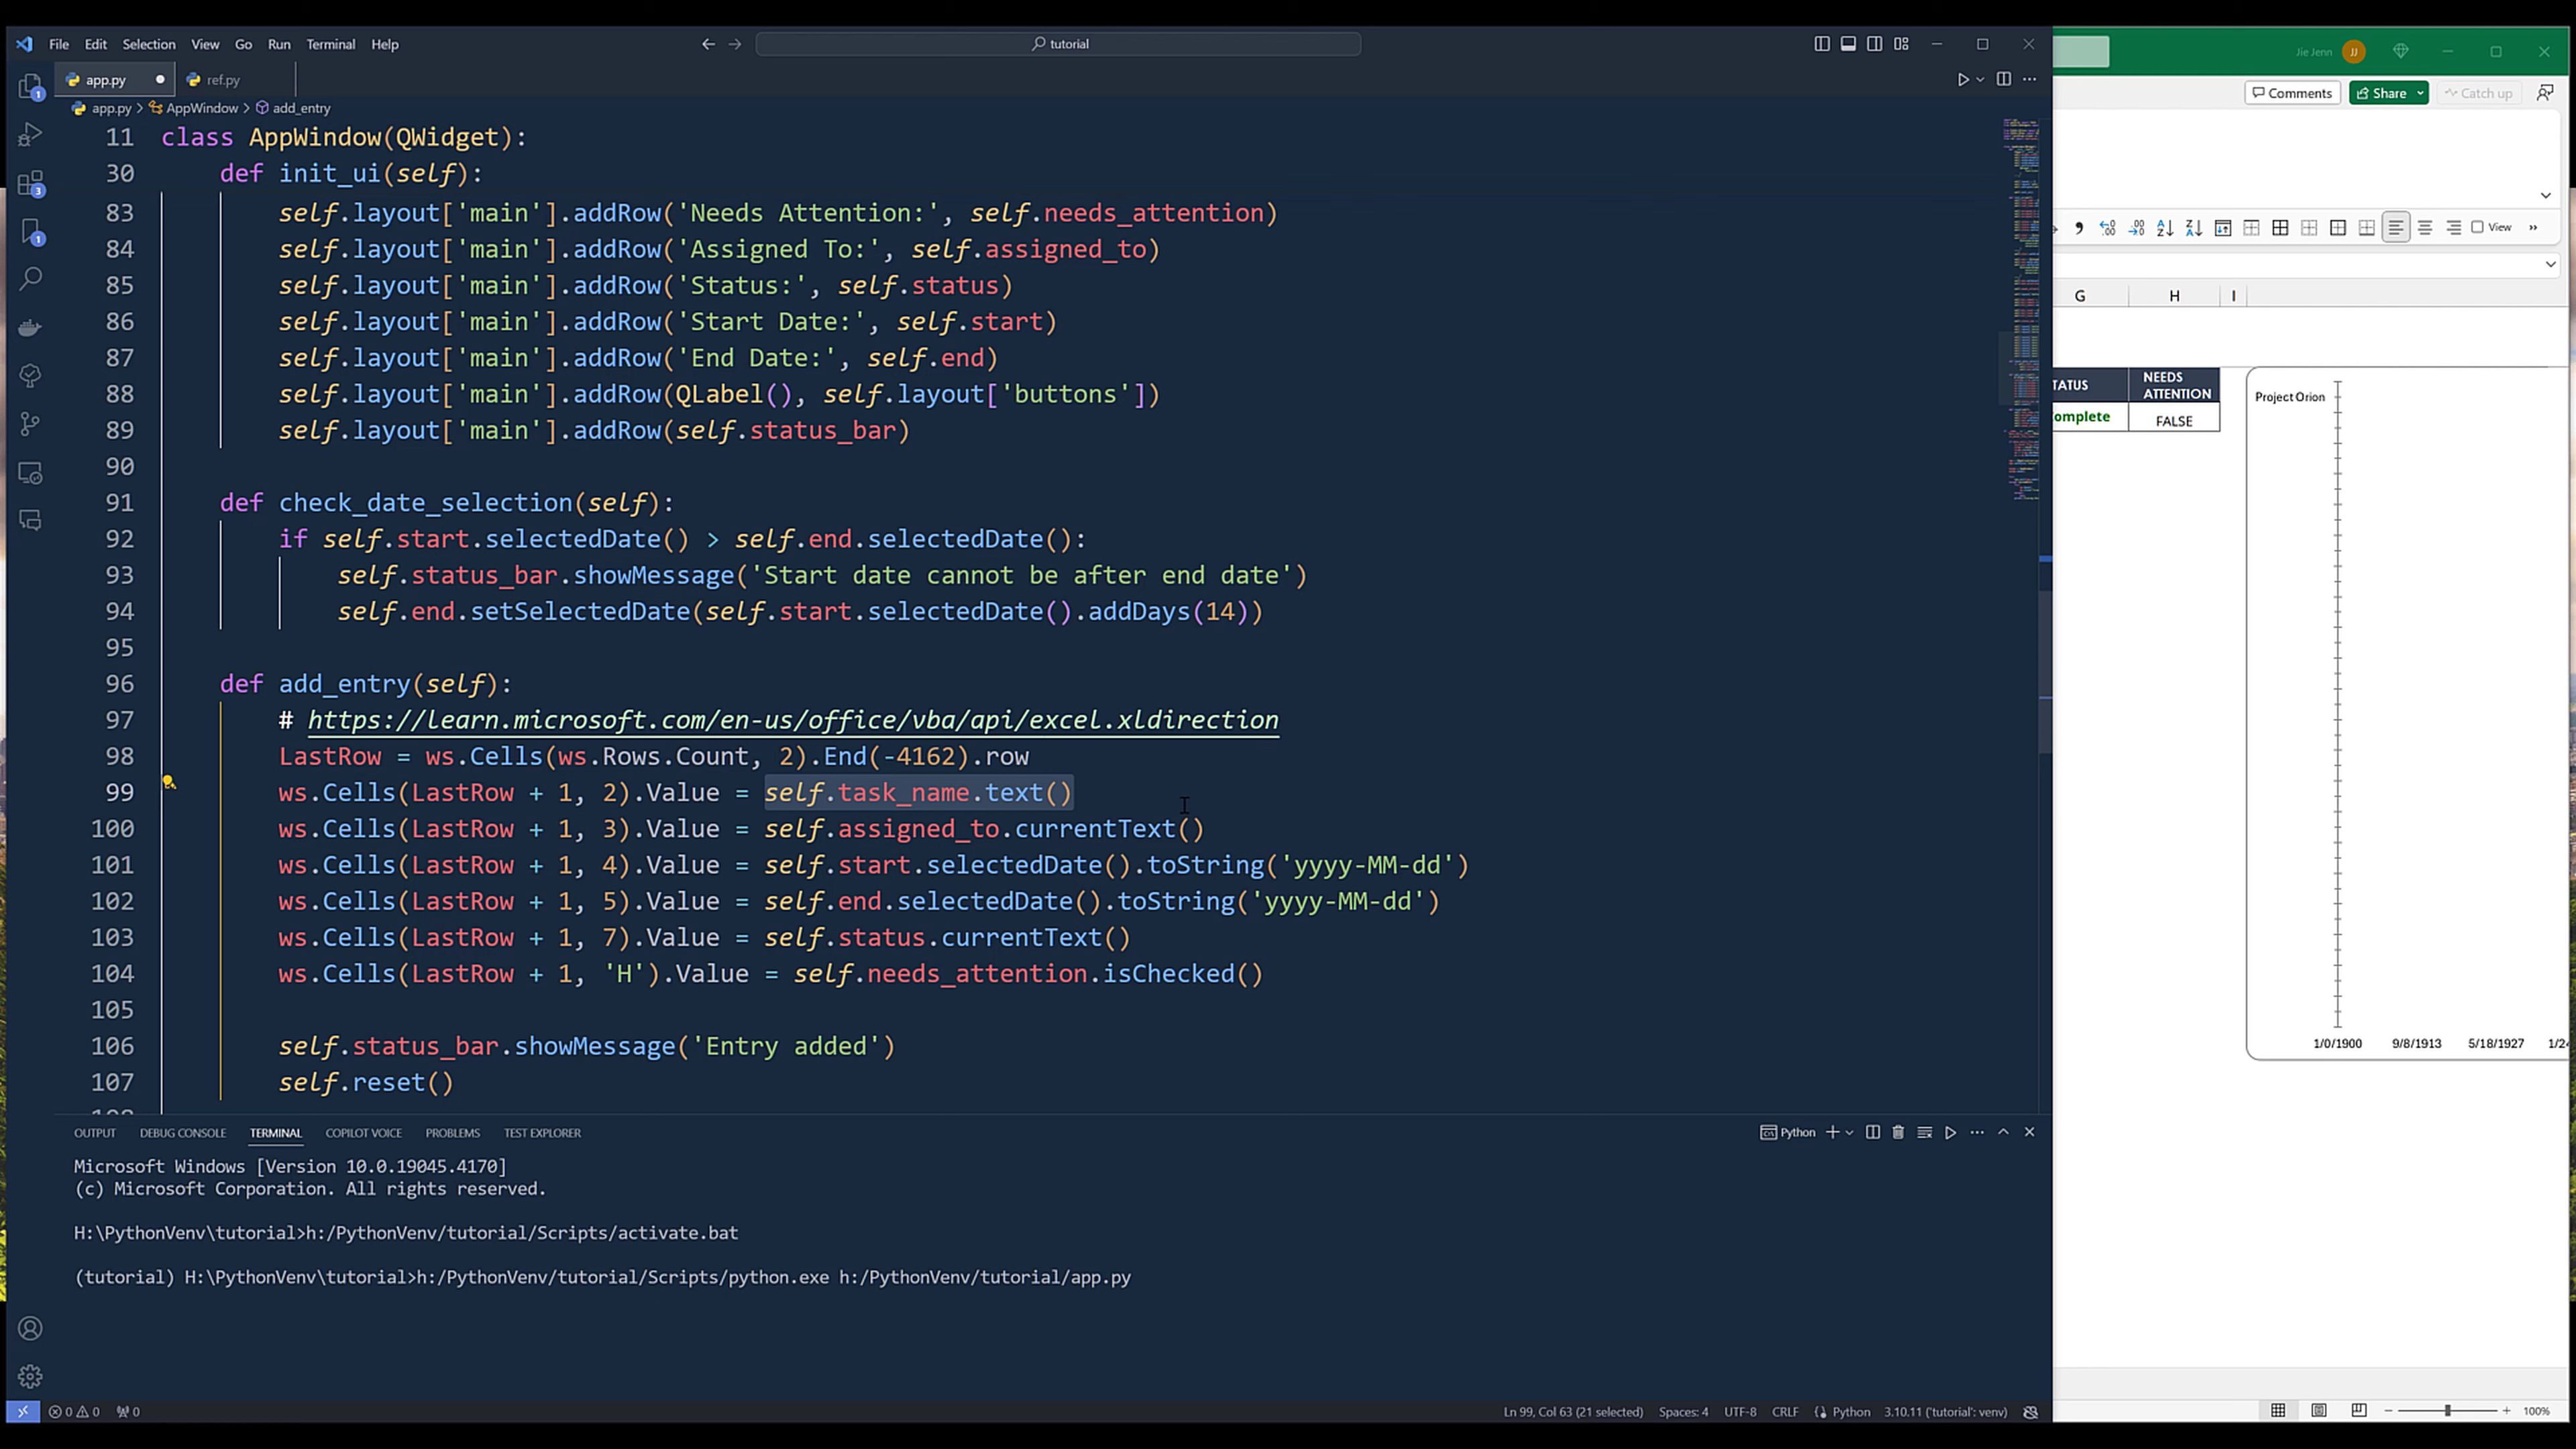 File Edit Selection View Go Run Terminal Help
tutorial
app.py ref.py
app.py > AppWindow > add_entry
11 class AppWindow(QWidget):
30 def init_ui(self):
83 self.layout['main'].addRow('Needs Attention:', self.needs_attention)
84 self.layout['main'].addRow('Assigned To:', self.assigned_to)
85 self.layout['main'].addRow('Status:', self.status)
86 self.layout['main'].addRow('Start Date:', self.start)
87 self.layout['main'].addRow('End Date:', self.end)
88 self.layout['main'].addRow(QLabel(), self.layout['buttons'])
89 self.layout['main'].addRow(self.status_bar)
90
91 def check_date_selection(self):
92 if self.start.selectedDate() > self.end.selectedDate():
93 self.status_bar.showMessage('Start date cannot be after end date')
94 self.end.setSelectedDate(self.start.selectedDate().addDays(14))
95
96 def add_entry(self):
97 # https://learn.microsoft.com/en-us/office/vba/api/excel.xldirection
98 LastRow = ws.Cells(ws.Rows.Count, 2).End(-4162).row
99 ws.Cells(LastRow + 1, 2).Value = self.task_name.text()
100 ws.Cells(LastRow + 1, 3).Value = self.assigned_to.currentText()
101 ws.Cells(LastRow + 1, 4).Value = self.start.selectedDate().toString('yyyy-MM-dd')
102 ws.Cells(LastRow + 1, 5).Value = self.end.selectedDate().toString('yyyy-MM-dd')
103 ws.Cells(LastRow + 1, 7).Value = self.status.currentText()
104 ws.Cells(LastRow + 1, 'H').Value = self.needs_attention.isChecked()
105
106 self.status_bar.showMessage('Entry added')
107 self.reset()
OUTPUT DEBUG CONSOLE TERMINAL COPILOT VOICE PROBLEMS TEST EXPLORER
Python
Microsoft Windows [Version 10.0.19045.4170]
(c) Microsoft Corporation. All rights reserved.
H:\PythonVenv\tutorial>h:/PythonVenv/tutorial/Scripts/activate.bat
(tutorial) H:\PythonVenv\tutorial>h:/PythonVenv/tutorial/Scripts/python.exe h:/PythonVenv/tutorial/app.py
0 0 0
Ln 99, Col 63 (21 selected) Spaces: 4 UTF-8 CRLF Python 3.10.11 ('tutorial': venv)
Jie Jenn JJ
Comments Share Catch up
View
G H I
TATUS NEEDS
ATTENTION
omplete FALSE
Project Orion
1/0/1900 9/8/1913 5/18/1927 1/24
100%